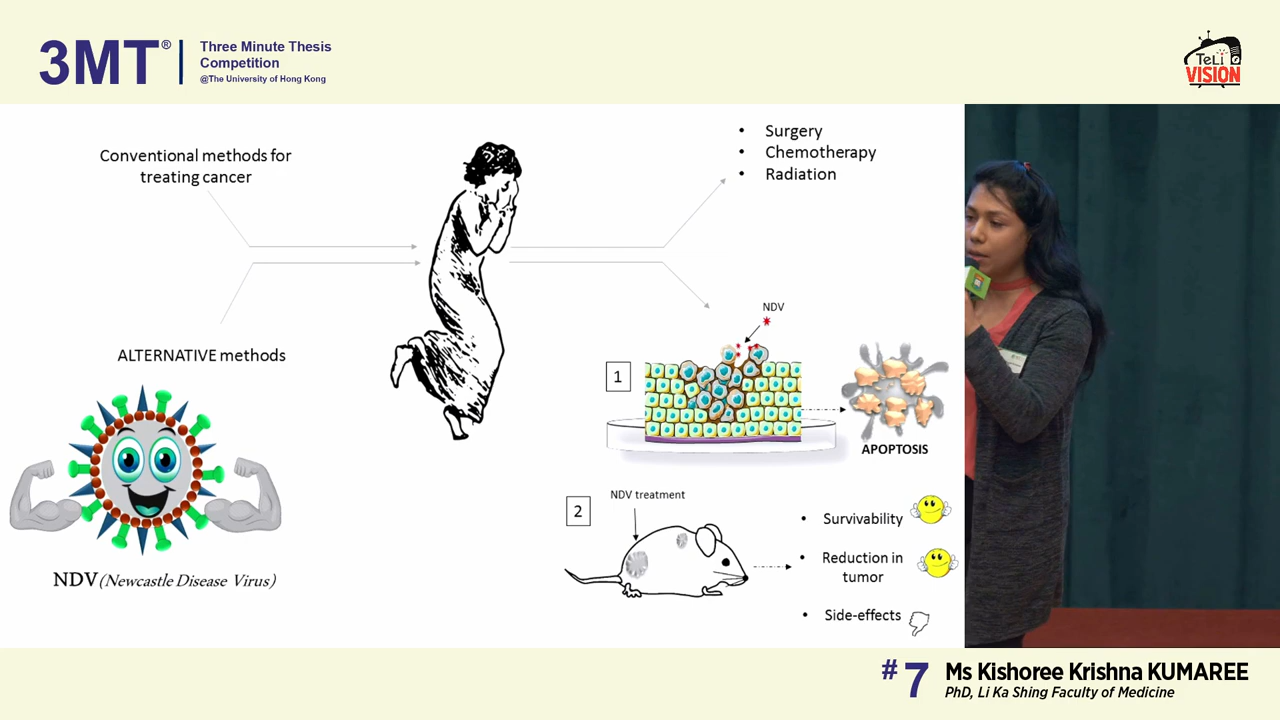 3MT®
Three Minute Thesis
Competition
@The University of Hong Kong
TeLi
VISION
Conventional methods for
treating cancer
• Surgery
• Chemotherapy
• Radiation
ALTERNATIVE methods
NDV (Newcastle Disease Virus)
NDV
1
APOPTOSIS
2
NDV treatment
• Survivability
• Reduction in
tumor
• Side-effects
#7
Ms Kishoree Krishna KUMAREE
PhD, Li Ka Shing Faculty of Medicine